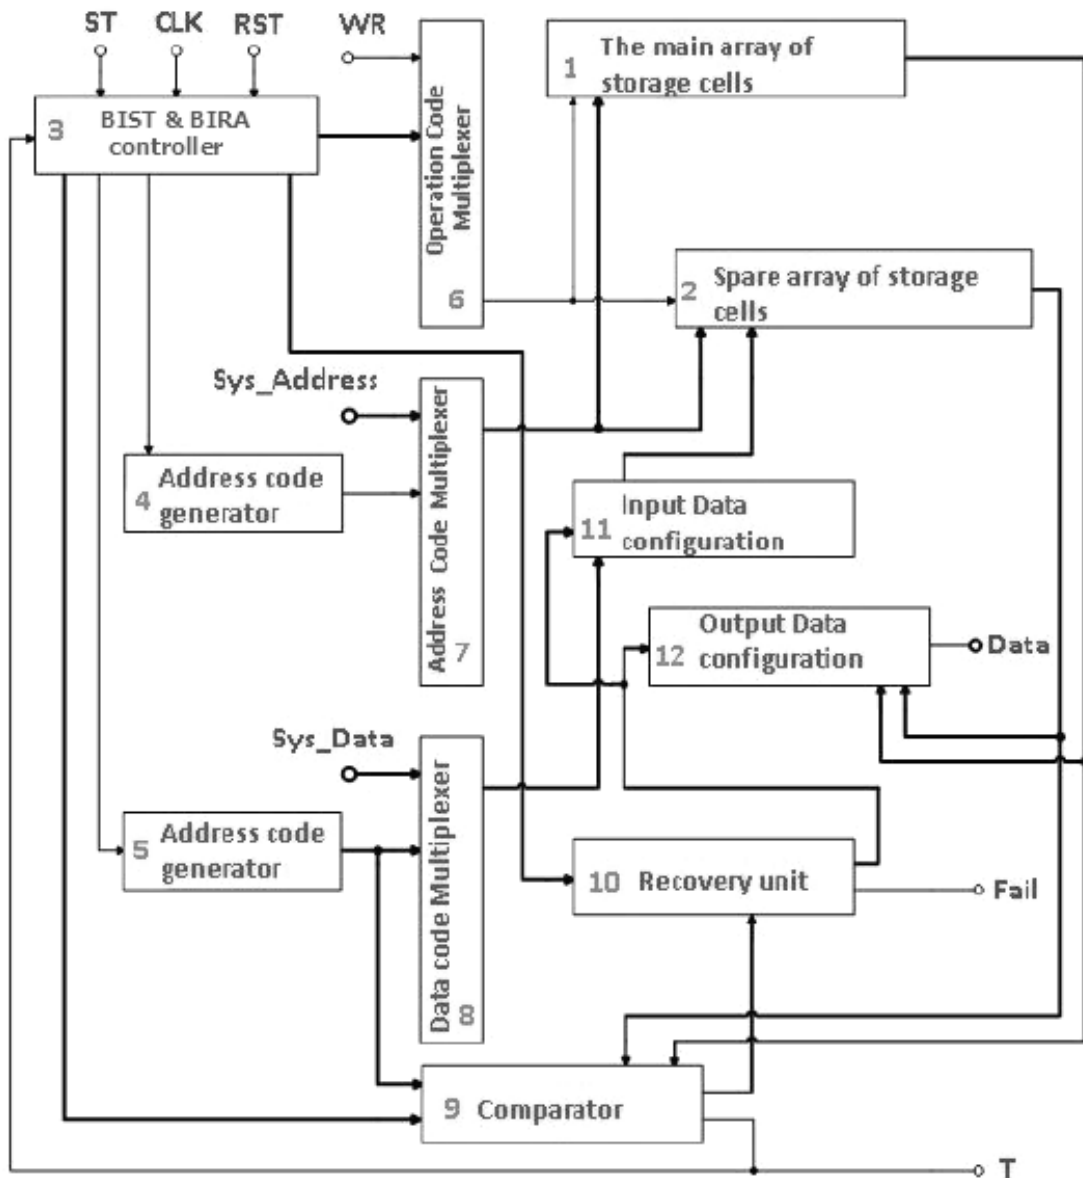 ST CLK RST WR
1 The main array of
storage cells
3 BIST & BIRA
controller
Operation Code
Multiplexer
6
2 Spare array of storage
cells
Sys_Address
Address Code Multiplexer
7
4 Address code
generator
11 Input Data
configuration
12 Output Data
configuration
Data
Sys_Data
Data code Multiplexer
8
5 Address code
generator
10 Recovery unit
Fail
9 Comparator
T